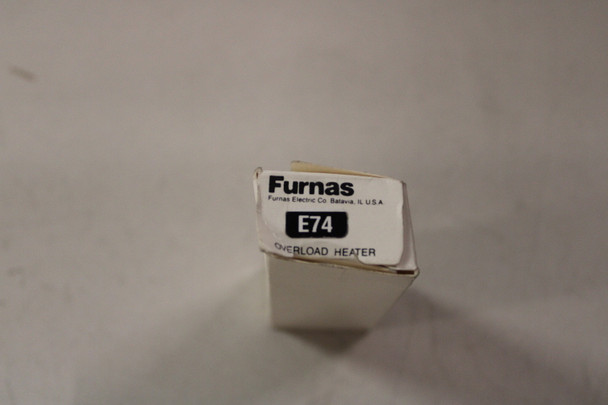 Furnas
Furnas Electric Co. Batavia, IL U.S.A
E74
OVERLOAD HEATER